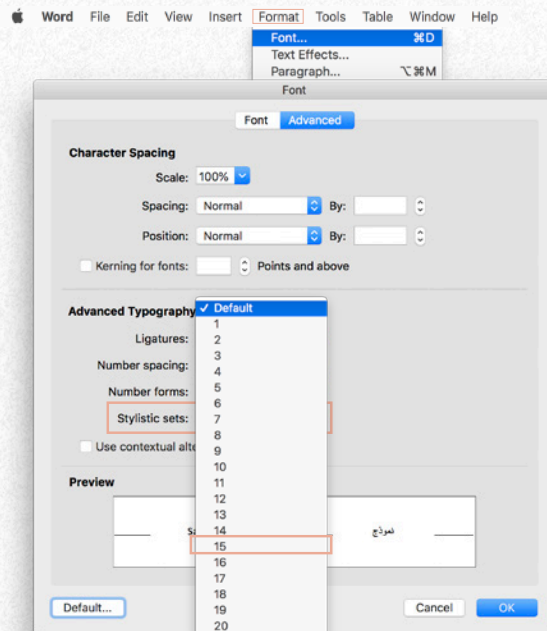 Word File Edit View Insert Format Tools Table Window Help
Font... ⌘D
Text Effects...
Paragraph... ⌥⌘M
Font
Font Advanced
Character Spacing
Scale: 100%
Spacing: Normal By:
Position: Normal By:
Kerning for fonts: Points and above
Advanced Typography
✓ Default
1
Ligatures: 2
3
Number spacing: 4
5
Number forms: 6
Stylistic sets: 7
8
Use contextual alte 9
10
Preview 11
12
13
14 نموذج
15
16
17
18
Default... 19 Cancel OK
20